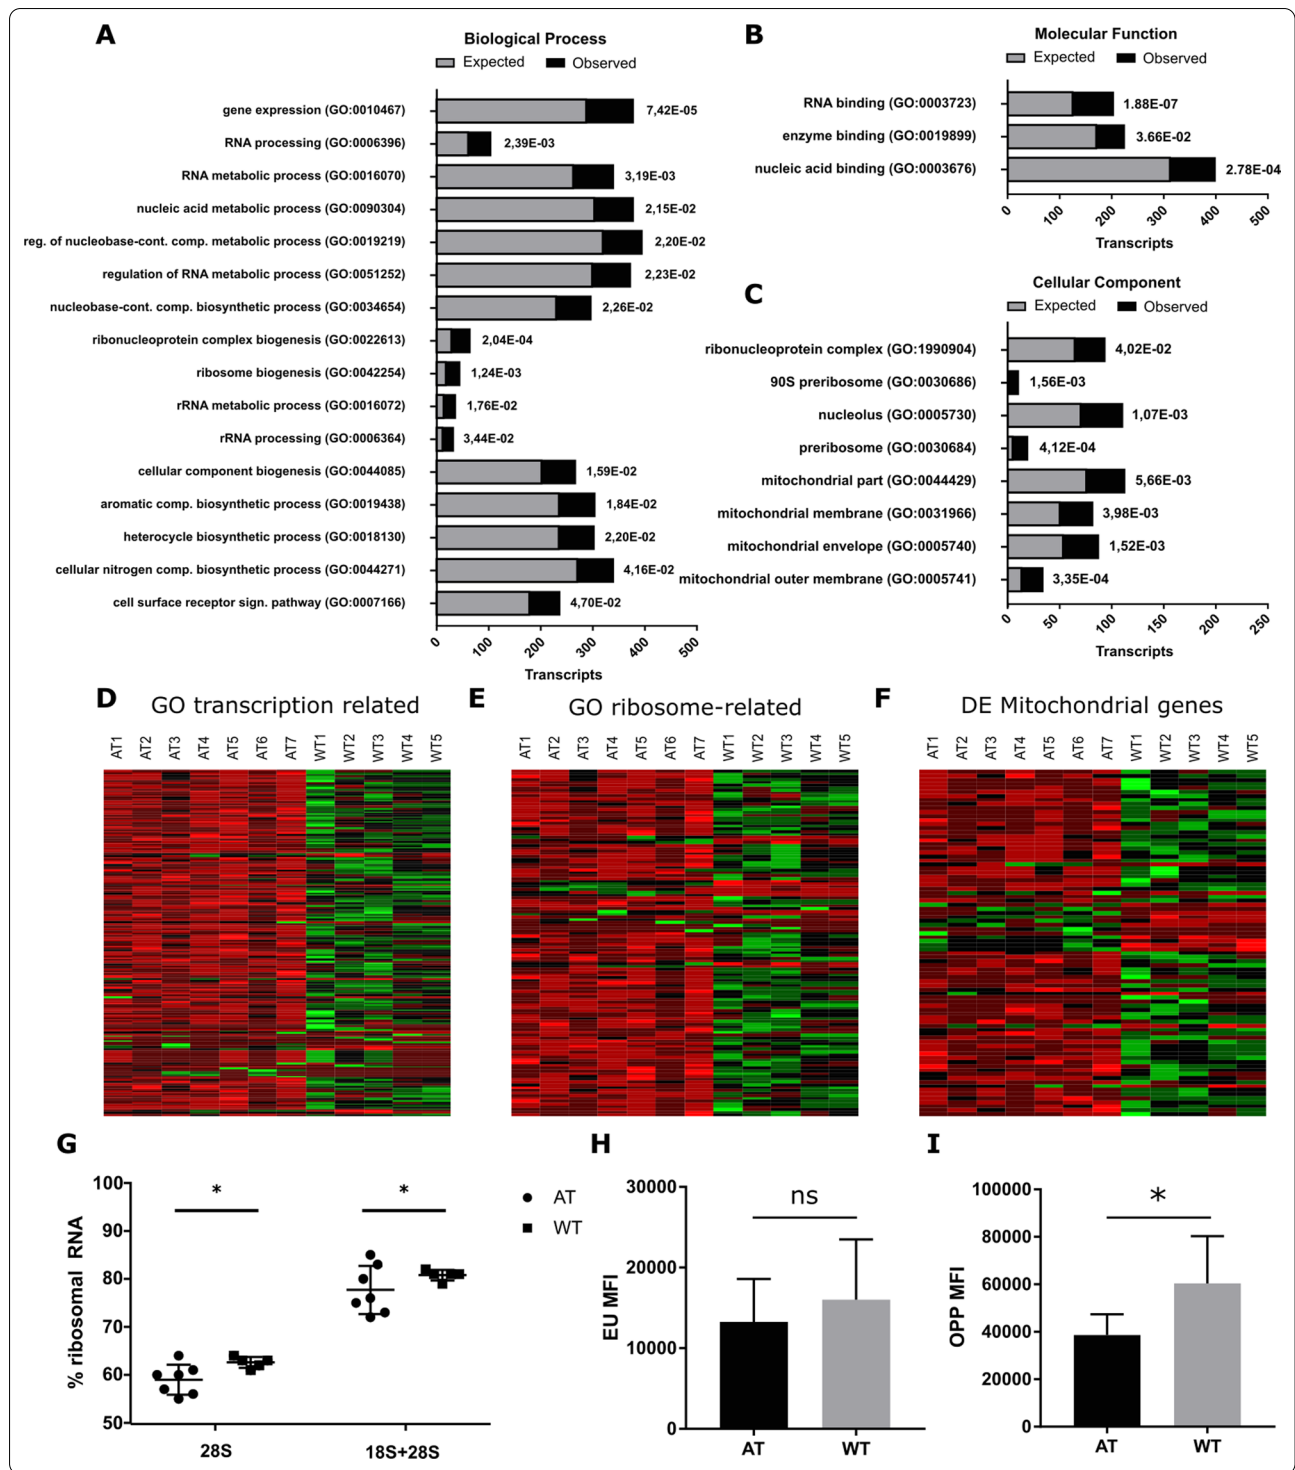 A
Biological Process
Expected Observed
gene expression (GO:0010467) 7,42E-05
RNA processing (GO:0006396) 2,39E-03
RNA metabolic process (GO:0016070) 3,19E-03
nucleic acid metabolic process (GO:0090304) 2,15E-02
reg. of nucleobase-cont. comp. metabolic process (GO:0019219) 2,20E-02
regulation of RNA metabolic process (GO:0051252) 2,23E-02
nucleobase-cont. comp. biosynthetic process (GO:0034654) 2,26E-02
ribonucleoprotein complex biogenesis (GO:0022613) 2,04E-04
ribosome biogenesis (GO:0042254) 1,24E-03
rRNA metabolic process (GO:0016072) 1,76E-02
rRNA processing (GO:0006364) 3,44E-02
cellular component biogenesis (GO:0044085) 1,59E-02
aromatic comp. biosynthetic process (GO:0019438) 1,84E-02
heterocycle biosynthetic process (GO:0018130) 2,20E-02
cellular nitrogen comp. biosynthetic process (GO:0044271) 4,16E-02
cell surface receptor sign. pathway (GO:0007166) 4,70E-02
0 100 200 300 400 500
Transcripts
B
Molecular Function
Expected Observed
RNA binding (GO:0003723) 1.88E-07
enzyme binding (GO:0019899) 3.66E-02
nucleic acid binding (GO:0003676) 2.78E-04
0 100 200 300 400 500
Transcripts
C
Cellular Component
Expected Observed
ribonucleoprotein complex (GO:1990904) 4,02E-02
90S preribosome (GO:0030686) 1,56E-03
nucleolus (GO:0005730) 1,07E-03
preribosome (GO:0030684) 4,12E-04
mitochondrial part (GO:0044429) 5,66E-03
mitochondrial membrane (GO:0031966) 3,98E-03
mitochondrial envelope (GO:0005740) 1,52E-03
mitochondrial outer membrane (GO:0005741) 3,35E-04
0 50 100 150 200 250
Transcripts
D
GO transcription related
AT1 AT2 AT3 AT4 AT5 AT6 AT7 WT1 WT2 WT3 WT4 WT5
E
GO ribosome-related
AT1 AT2 AT3 AT4 AT5 AT6 AT7 WT1 WT2 WT3 WT4 WT5
F
DE Mitochondrial genes
AT1 AT2 AT3 AT4 AT5 AT6 AT7 WT1 WT2 WT3 WT4 WT5
G
% ribosomal RNA
100
90
80
70
60
50
* *
28S 18S+28S
AT
WT
H
EU MFI
30000
20000
10000
0
ns
AT WT
I
OPP MFI
100000
80000
60000
40000
20000
0
*
AT WT